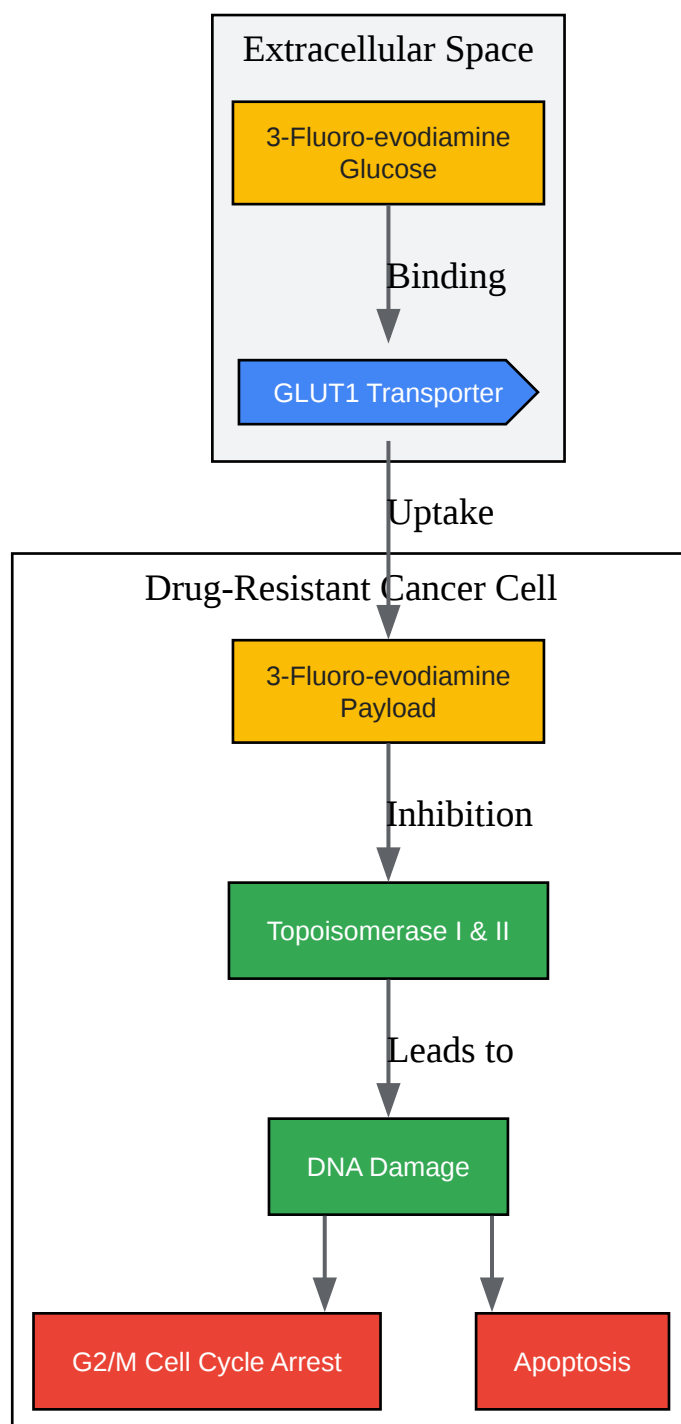 Extracellular Space
3-Fluoro-evodiamine
Glucose
Binding
GLUT1 Transporter
Uptake
Drug-Resistant Cancer Cell
3-Fluoro-evodiamine
Payload
Inhibition
Topoisomerase I & II
Leads to
DNA Damage
G2/M Cell Cycle Arrest
Apoptosis